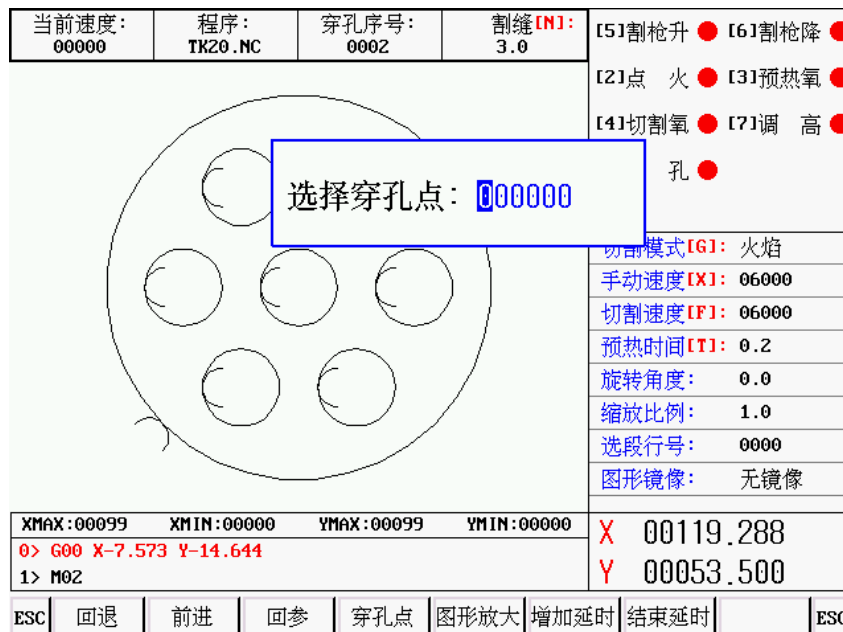 当前速度: 程序: 穿孔序号: 割缝[N]:
00000 TK20.NC 0002 3.0
[5]割枪升 [6]割枪降
[2]点 火 [3]预热氧
[4]切割氧 [7]调 高
孔
选择穿孔点: 000000
切割模式[G]: 火焰
手动速度[X]: 06000
切割速度[F]: 06000
预热时间[T]: 0.2
旋转角度: 0.0
缩放比例: 1.0
选段行号: 0000
图形镜像: 无镜像
XMAX:00099 XMIN:00000 YMAX:00099 YMIN:00000
0> G00 X-7.573 Y-14.644
1> M02
X 00119.288
Y 00053.500
ESC 回退 前进 回参 穿孔点 图形放大 增加延时 结束延时 ESC